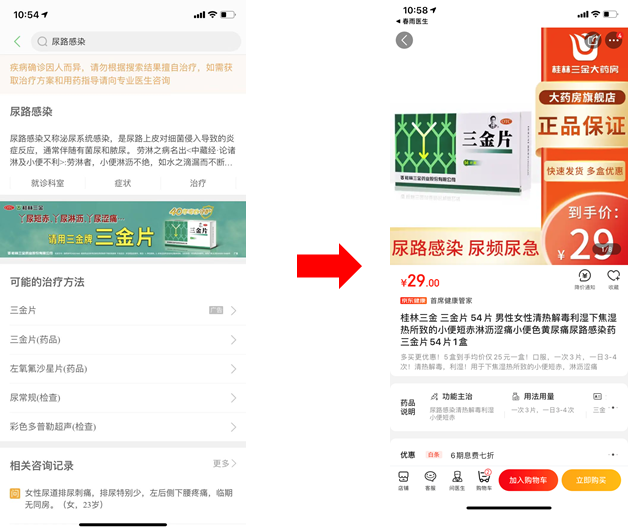 10:54
尿路感染
疾病确诊因人而异，请勿根据搜索结果擅自治疗，如需获
取治疗方案和用药指导请向专业医生咨询
尿路感染
尿路感染又称泌尿系统感染，是尿路上皮对细菌侵入导致的炎
症反应，通常伴随有菌尿和脓尿。劳淋之病名出<中藏经·论诸
淋及小便不利>:劳淋者，小便淋沥不绝，如水之滴漏而不断…
就诊科室
症状
治疗
桂林三金
丫尿短赤、丫尿淋沥、丫尿涩痛…
请用三金牌 三金片
可能的治疗方法
三金片
广告
三金片(药品)
左氧氟沙星片(药品)
尿常规(检查)
彩色多普勒超声(检查)
相关咨询记录
更多
女性尿道排尿刺痛，排尿特别少，左后侧下腰疼痛，临期
无同房。（女，23岁）
10:58
春雨医生
桂林三金大药房
大药房旗舰店
正品保证
快速发货 多盒优惠
到手价:
¥29
三金片
尿路感染 尿频尿急
¥29.00
降价通知
收藏
京东健康 首席健康管家
桂林三金 三金片 54片 男性女性清热解毒利湿下焦湿
热所致的小便短赤淋沥涩痛小便色黄尿痛尿路感染药
三金片54片1盒
多买更优惠！5盒到手均价仅25元一盒！口服，一次3片，一日3-4
次！清热解毒，利湿！用于下焦湿热所致的小便短赤，淋沥涩痛
药品
说明
功能主治
尿路感染清热解毒利湿
小便赤
用法用量
一次3片，一日3-4次
三金
优惠
白条
6期息费七折
店铺
客服
问医生
购物车
加入购物车
立即购买